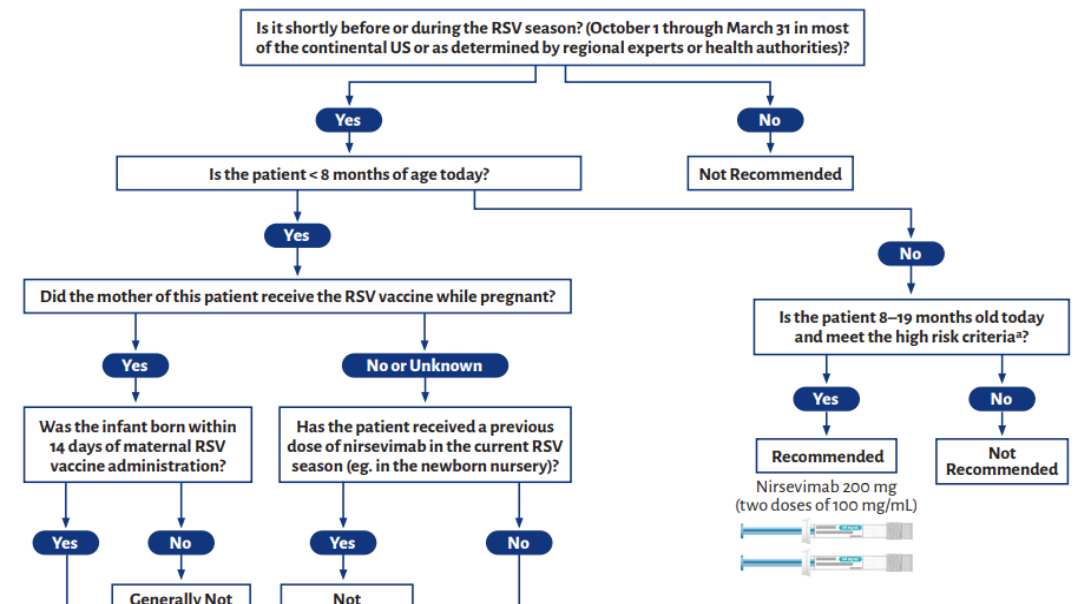 Is it shortly before or during the RSV season? (October 1 through March 31 in most
of the continental US or as determined by regional experts or health authorities)?
Yes
No
Is the patient < 8 months of age today?
Not Recommended
Yes
No
Did the mother of this patient receive the RSV vaccine while pregnant?
Is the patient 8–19 months old today
and meet the high risk criteriaª?
Yes
No or Unknown
Yes
No
Was the infant born within
14 days of maternal RSV
vaccine administration?
Has the patient received a previous
dose of nirsevimab in the current RSV
season (eg. in the newborn nursery)?
Recommended
Not
Recommended
Nirsevimab 200 mg
(two doses of 100 mg/mL)
Yes
No
Yes
No
Generally Not
Not